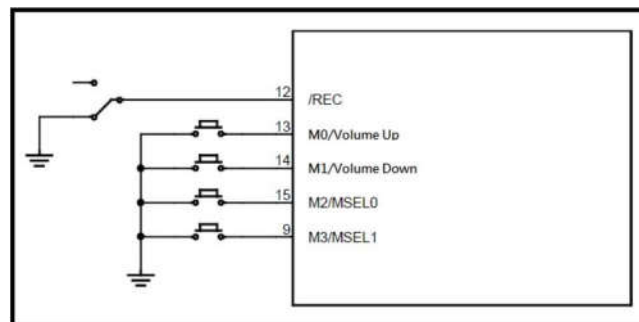 12 /REC
13 M0/Volume Up
14 M1/Volume Down
15 M2/MSEL0
9 M3/MSEL1